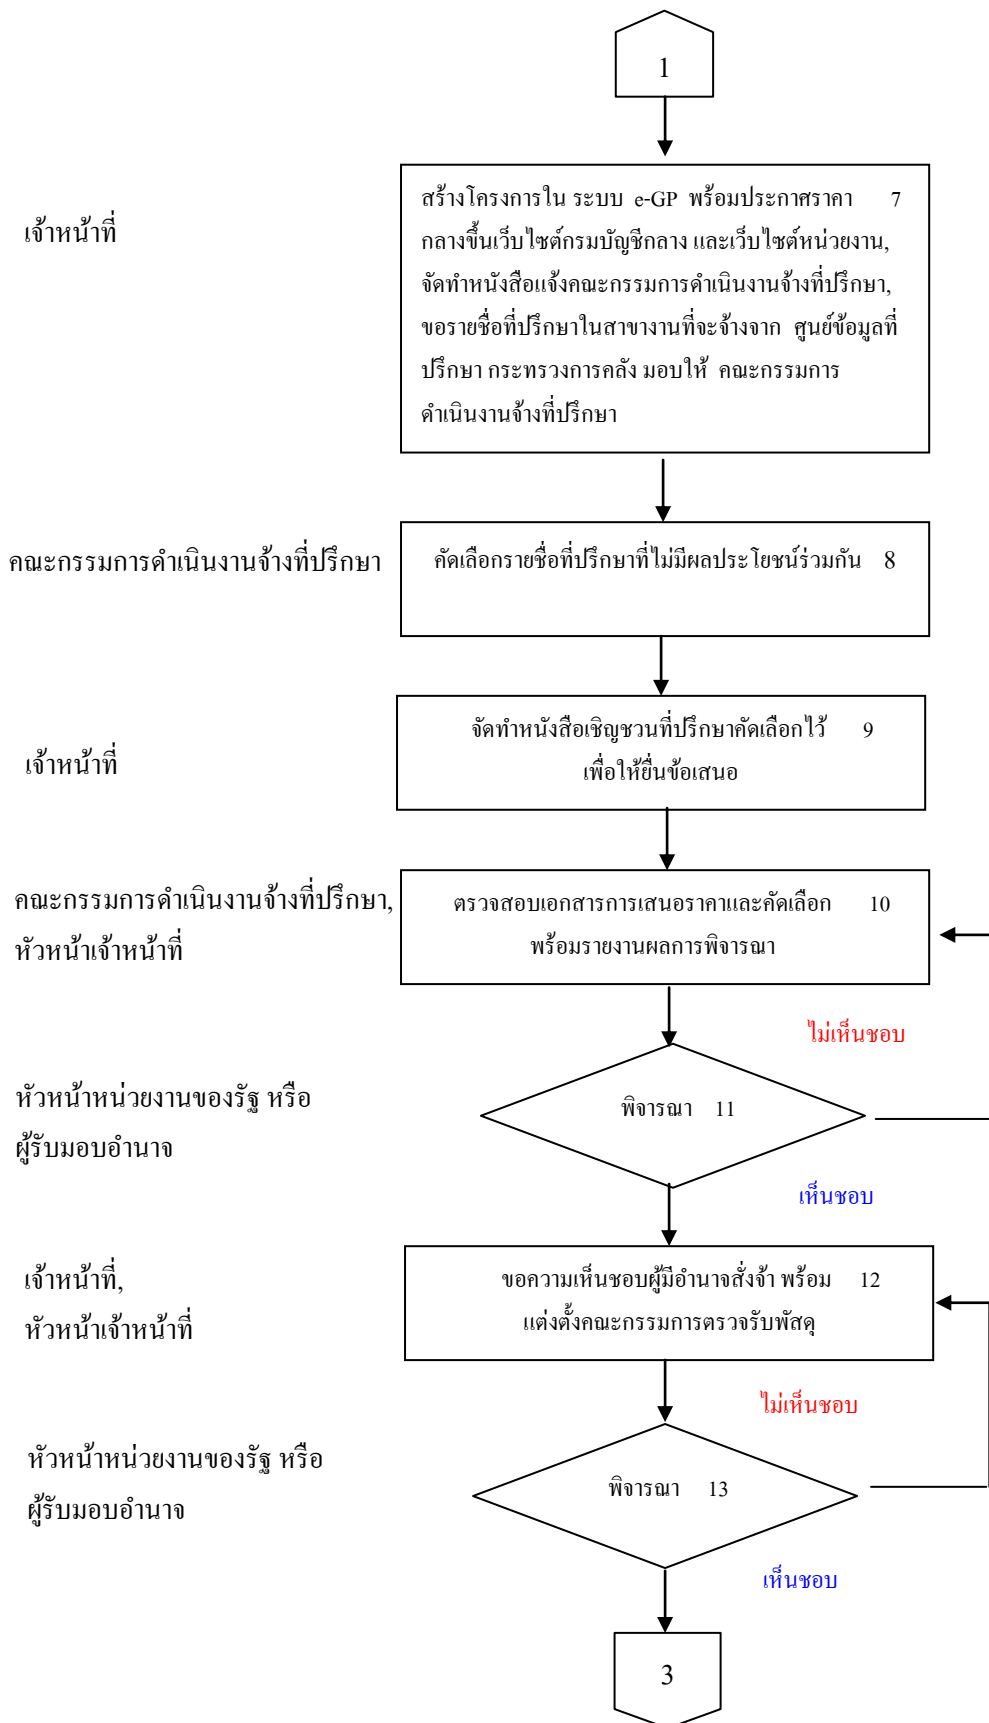 1
เจ้าหน้าที่
สร้างโครงการใน ระบบ e-GP พร้อมประกาศราคา 7
กลางขึ้นเว็บไซต์กรมบัญชีกลาง และเว็บไซต์หน่วยงาน,
จัดทำหนังสือแจ้งคณะกรรมการดำเนินงานจ้างที่ปรึกษา,
ขอรายชื่อที่ปรึกษาในสาขางานที่จะจ้างจาก ศูนย์ข้อมูลที่
ปรึกษา กระทรวงการคลัง มอบให้ คณะกรรมการ
ดำเนินงานจ้างที่ปรึกษา
คณะกรรมการดำเนินงานจ้างที่ปรึกษา
คัดเลือกรายชื่อที่ปรึกษาที่ไม่มีผลประโยชน์ร่วมกัน 8
เจ้าหน้าที่
จัดทำหนังสือเชิญชวนที่ปรึกษาคัดเลือกไว้ 9
เพื่อให้ยื่นข้อเสนอ
คณะกรรมการดำเนินงานจ้างที่ปรึกษา,
หัวหน้าเจ้าหน้าที่
ตรวจสอบเอกสารการเสนอราคาและคัดเลือก 10
พร้อมรายงานผลการพิจารณา
ไม่เห็นชอบ
หัวหน้าหน่วยงานของรัฐ หรือ
ผู้รับมอบอำนาจ
พิจารณา 11
เห็นชอบ
เจ้าหน้าที่,
หัวหน้าเจ้าหน้าที่
ขอความเห็นชอบผู้มีอำนาจสั่งจ้า พร้อม 12
แต่งตั้งคณะกรรมการตรวจรับพัสดุ
ไม่เห็นชอบ
หัวหน้าหน่วยงานของรัฐ หรือ
ผู้รับมอบอำนาจ
พิจารณา 13
เห็นชอบ
3